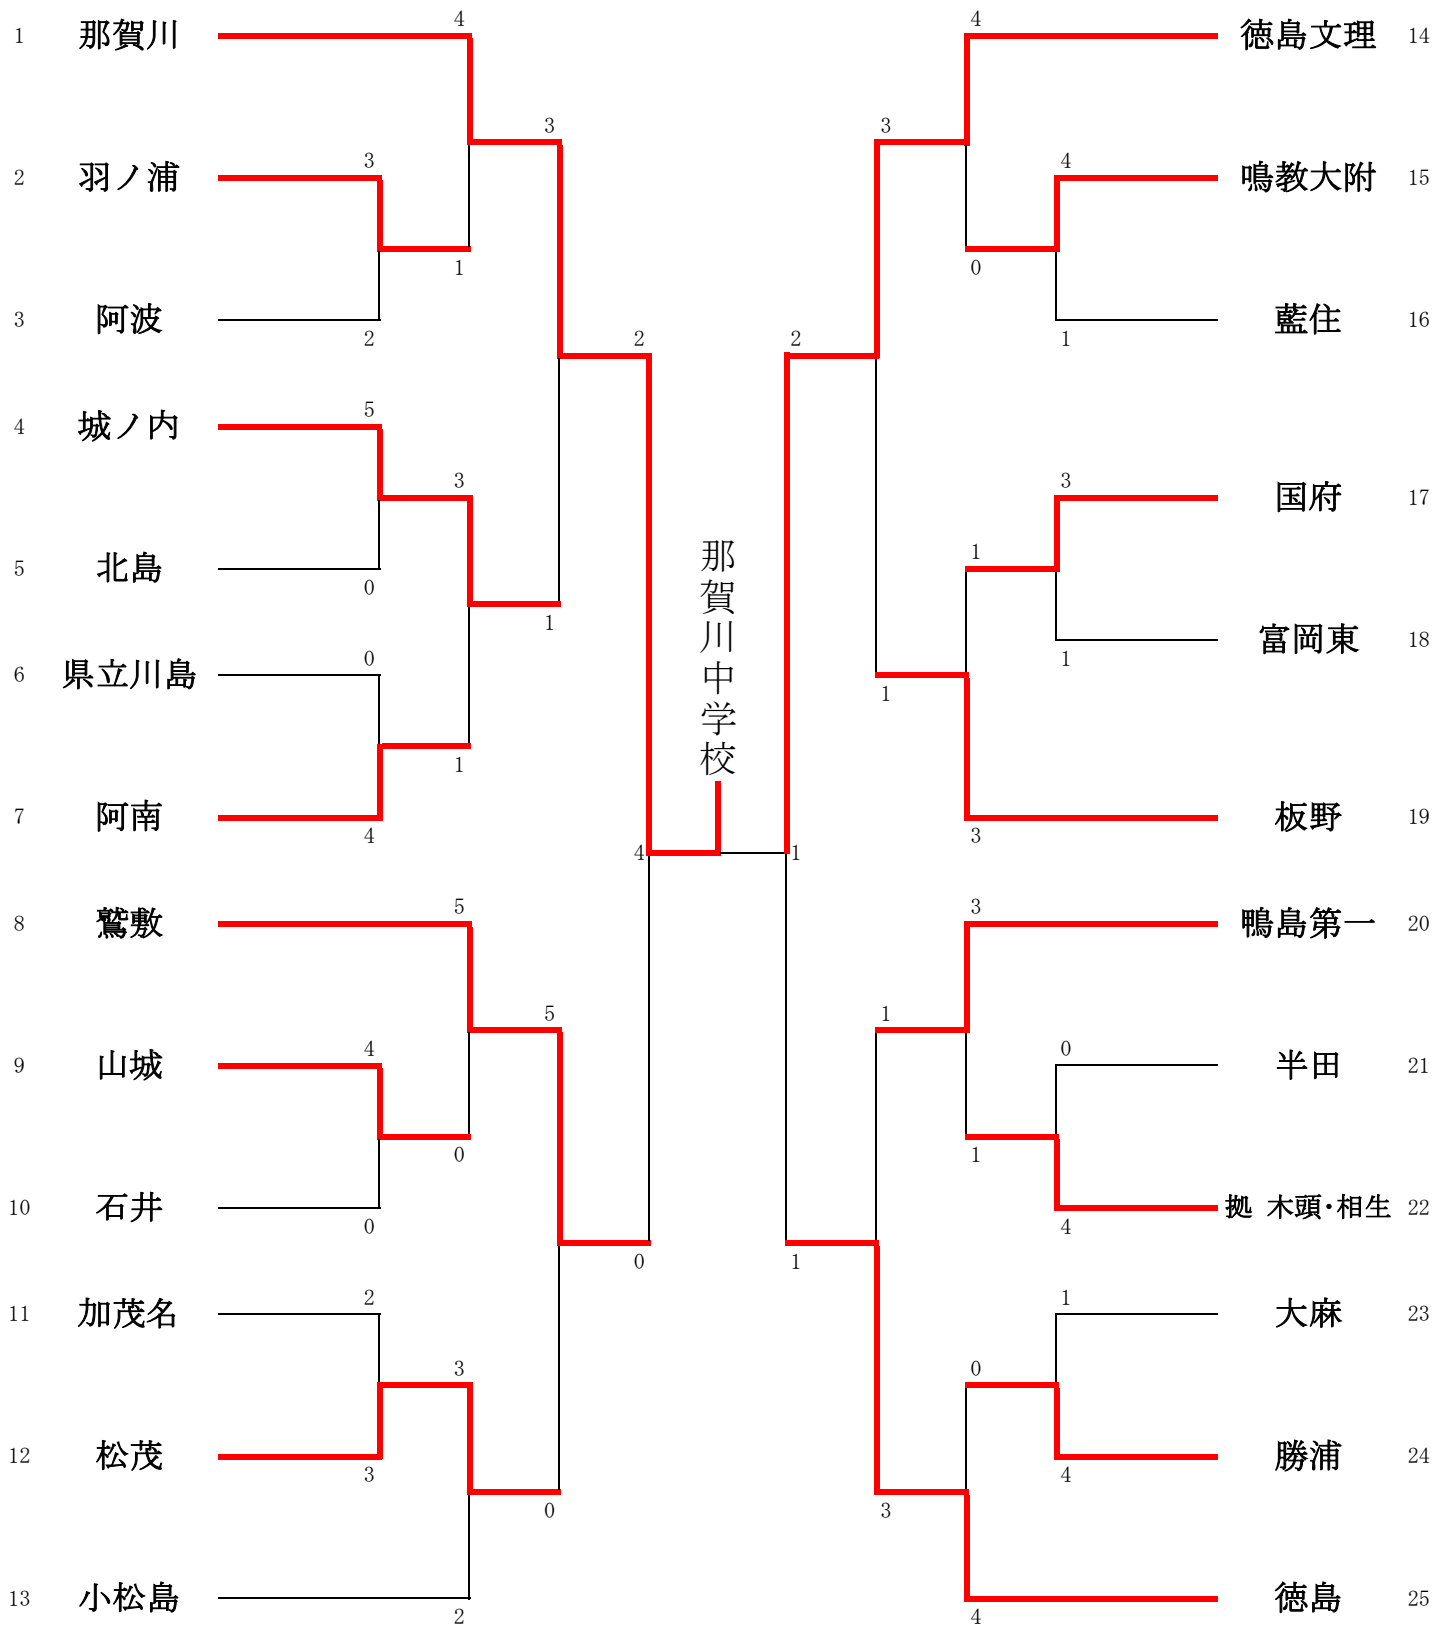 1 那賀川 4
2 羽ノ浦 3
3 阿波 2
3
1
4 城ノ内 5
5 北島 0
3
6 県立川島 0
7 阿南 4
1
1
2
8 鷲敷 5
9 山城 4
10 石井 0
0
5
11 加茂名 2
12 松茂 3
3
13 小松島 2
0
0
4
那賀川中学校
1
4 徳島文理 14
4 鳴教大附 15
1 藍住 16
0
3
3 国府 17
1 富岡東 18
1
3 板野 19
1
2
3 鴨島第一 20
0 半田 21
4 拠 木頭・相生 22
1
1
1 大麻 23
4 勝浦 24
0
4 徳島 25
3
1